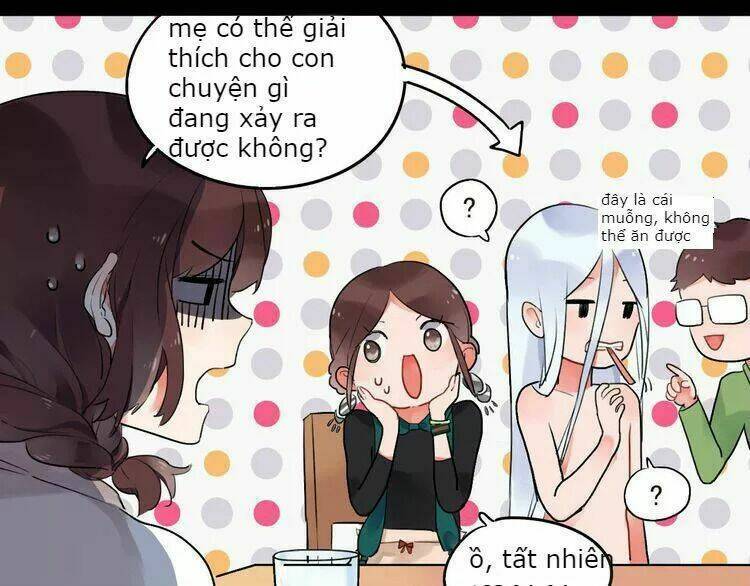 mẹ có thể giải
thích cho con
chuyện gì
đang xảy ra
được không?
?
đây là cái
muỗng, không
thể ăn được
?
ồ, tất nhiên